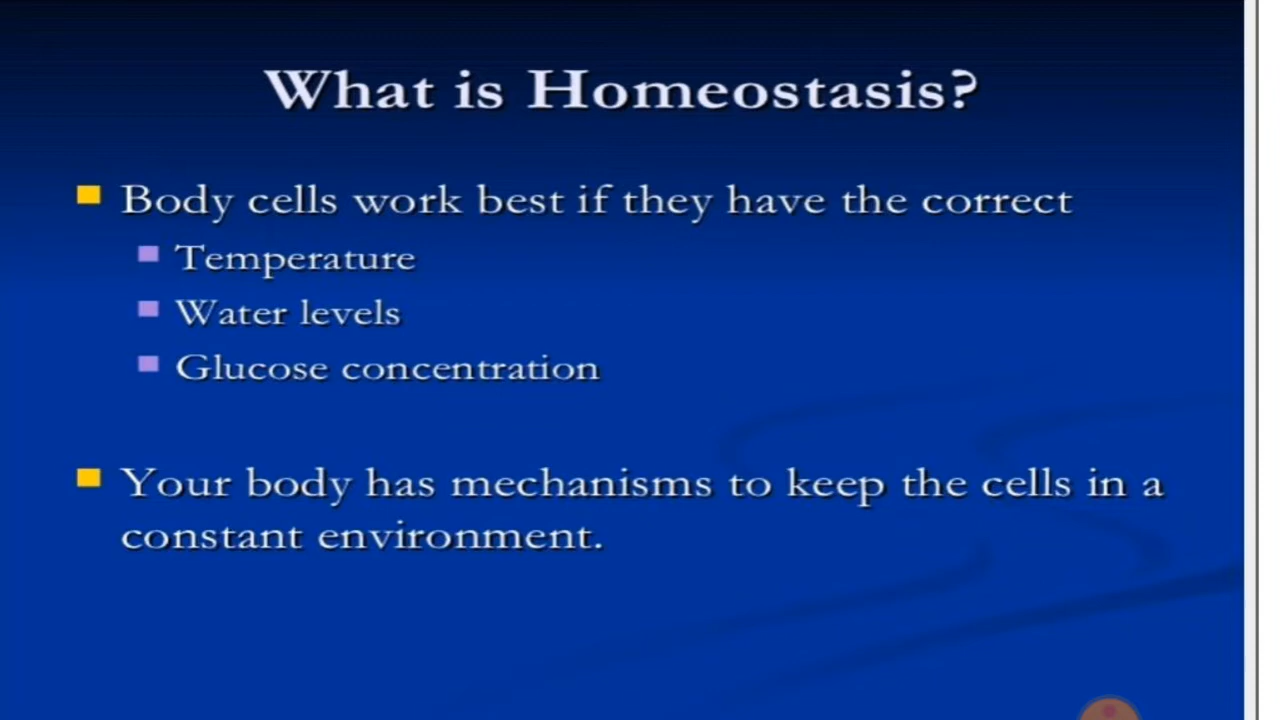 What is Homeostasis?
Body cells work best if they have the correct
Temperature
Water levels
Glucose concentration
Your body has mechanisms to keep the cells in a
constant environment.